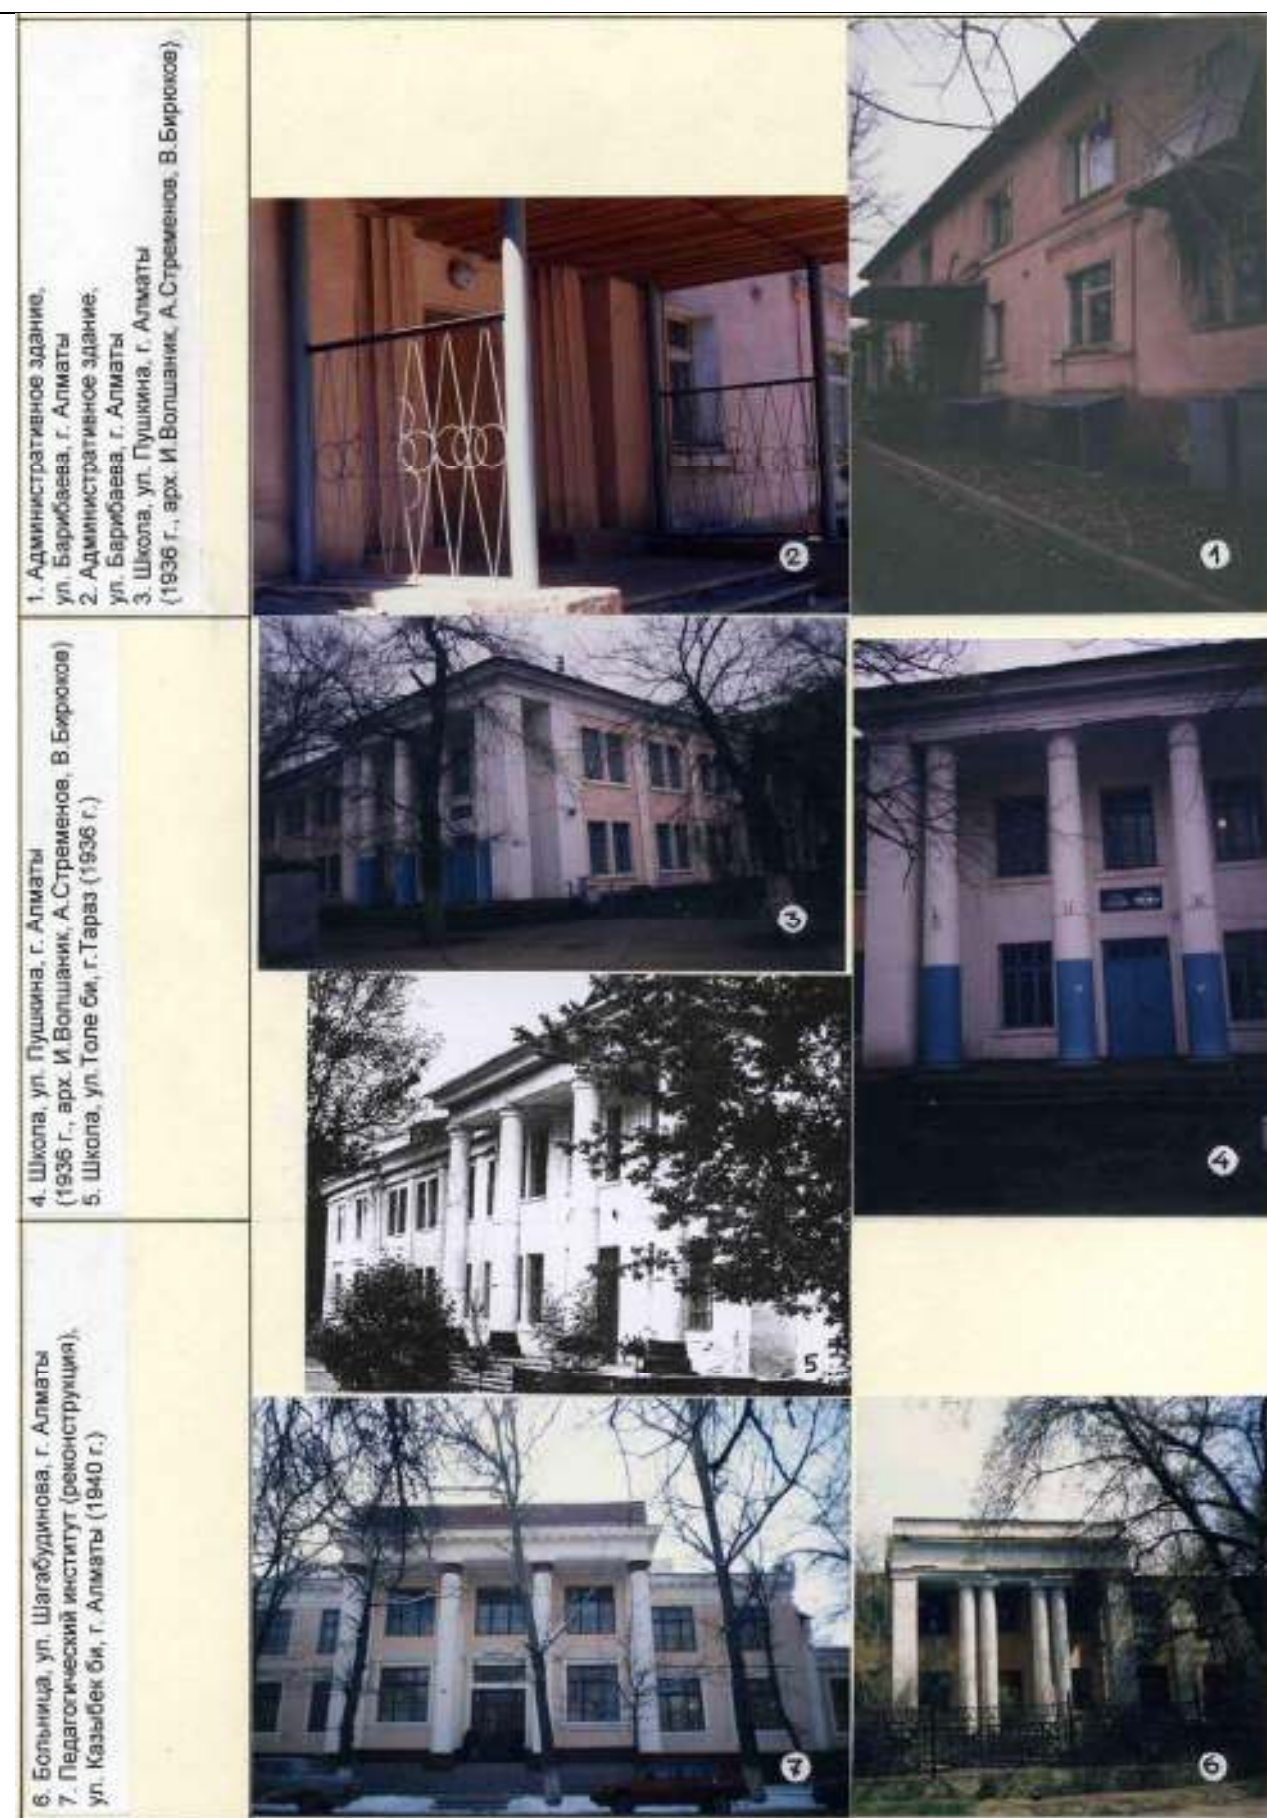 1. Административное здание,
ул. Барибаева, г. Алматы
2. Административное здание,
ул. Барибаева, г. Алматы
3. Школа, ул. Пушкина, г. Алматы
(1936 г., арх. И.Волшаник, А.Стременов, В.Бирюков)
2
1
4. Школа, ул. Пушкина, г. Алматы
(1936 г., арх. И.Волшаник, А.Стременов, В.Бирюков)
5. Школа, ул.Толе би, г.Тараз (1936 г.)
3
4
5
6. Больница, ул. Шагабудинова, г. Алматы
7. Педагогический институт (реконструкция),
ул. Казыбек би, г. Алматы (1940 г.)
7
6